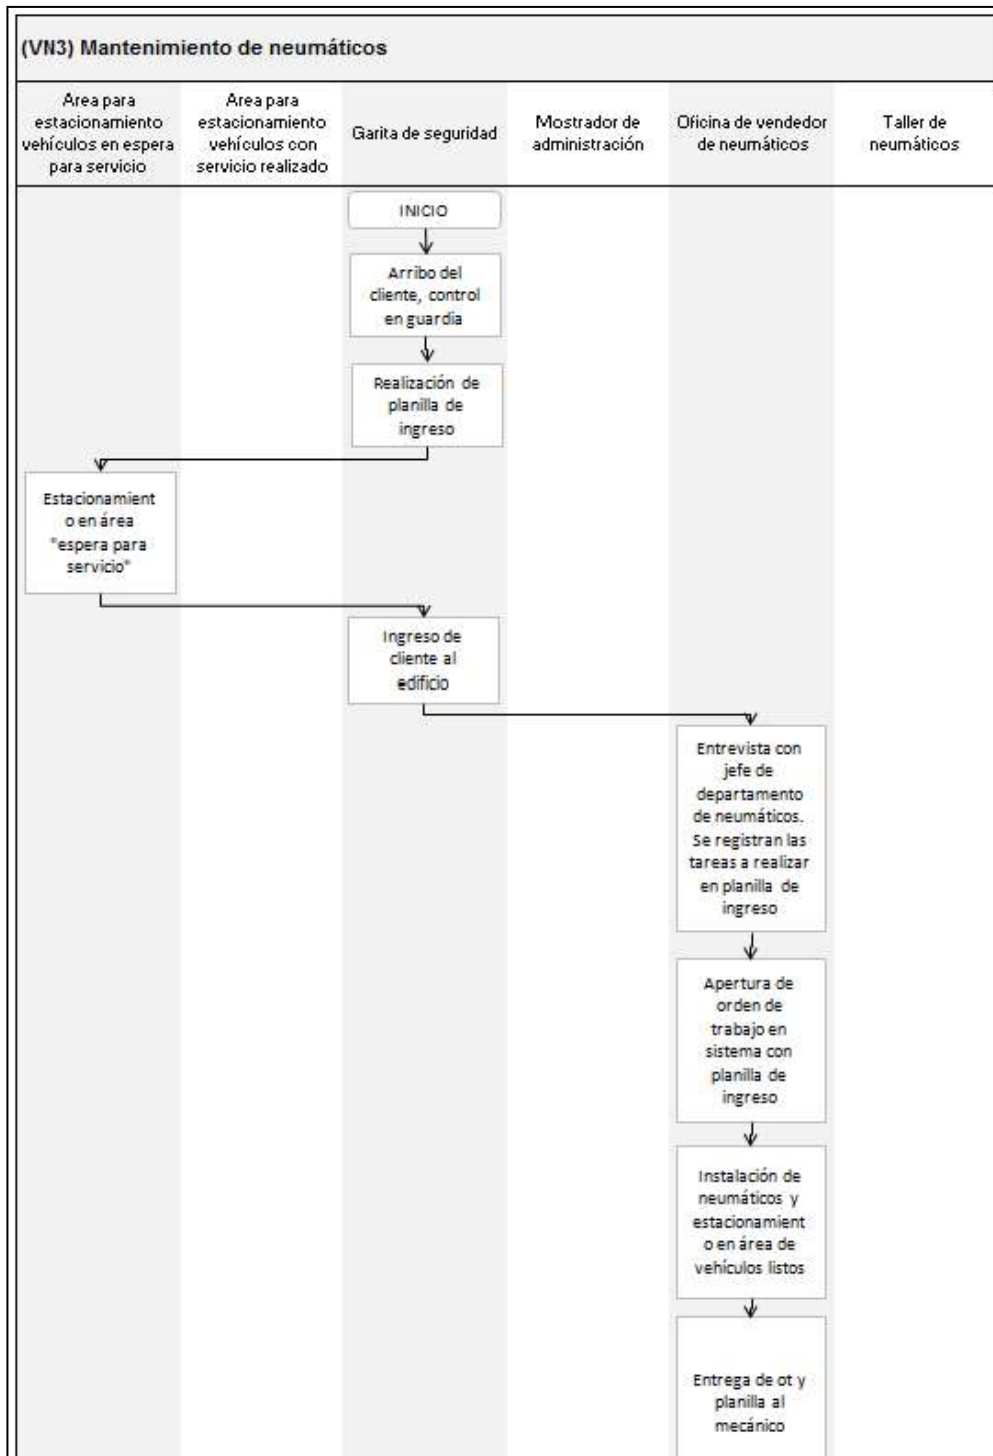 (VN3) Mantenimiento de neumáticos
Area para
estacionamiento
vehículos en espera
para servicio
Area para
estacionamiento
vehículos con
servicio realizado
Garita de seguridad
Mostrador de
administración
Oficina de vendedor
de neumáticos
Taller de
neumáticos
INICIO
Arribo del
cliente, control
en guardia
Realización de
planilla de
ingreso
Estacionamient
o en área
"espera para
servicio"
Ingreso de
cliente al
edificio
Entrevista con
jefe de
departamento
de neumáticos.
Se registran las
tareas a realizar
en planilla de
ingreso
Apertura de
orden de
trabajo en
sistema con
planilla de
ingreso
Instalación de
neumáticos y
estacionamient
o en área de
vehículos listos
Entrega de ot y
planilla al
mecánico